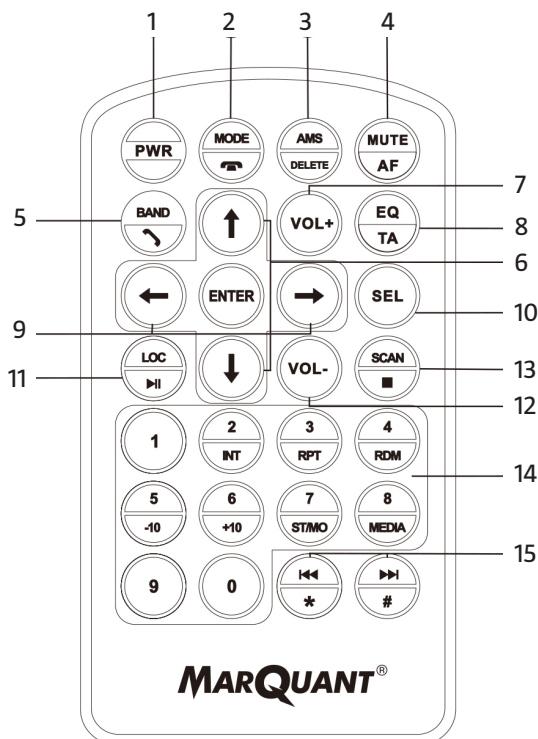 1 2 3 4
PWR
MODE
AMS
DELETE
MUTE
AF
7
5
BAND
VOL+
EQ
TA
8
6
ENTER
SEL
9
10
LOC
11
VOL-
SCAN
13
12
1
2
INT
3
RPT
4
RDM
14
5
-10
6
+10
7
ST/MO
8
MEDIA
15
9
0
*
#
MARQUANT®